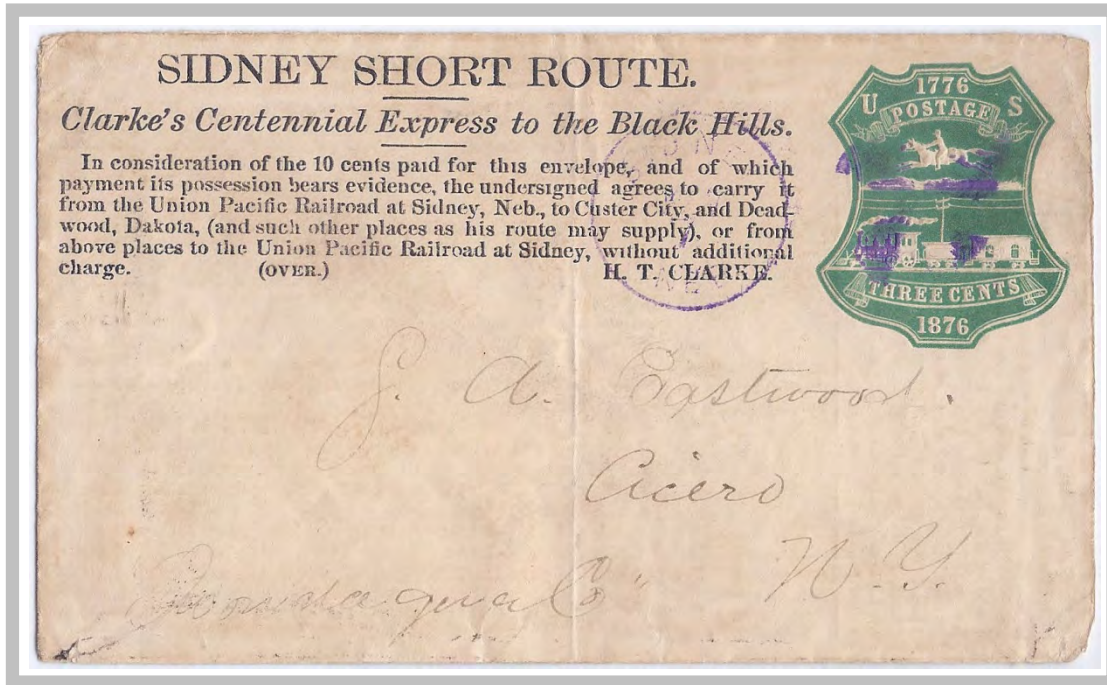 SIDNEY SHORT ROUTE.
Clarke's Centennial Express to the Black Hills.
In consideration of the 10 cents paid for this envelope, and of which
payment its possession bears evidence, the undersigned agrees to carry it
from the Union Pacific Railroad at Sidney, Neb., to Custer City, and Dead-
wood, Dakota, (and such other places as his route may supply), or from
above places to the Union Pacific Railroad at Sidney, without additional
charge. (OVER.) H. T. CLARKE.
1776
U POSTAGE S
THREE CENTS
1876
A. Eastwood.
Cicero
N. Y.